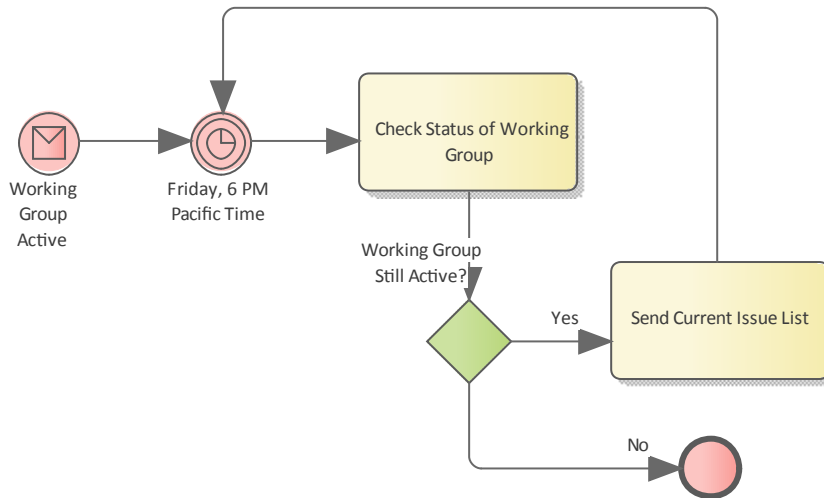 Working
Group
Active
Friday, 6 PM
Pacific Time
Check Status of Working
Group
Working Group
Still Active?
Yes
Send Current Issue List
No